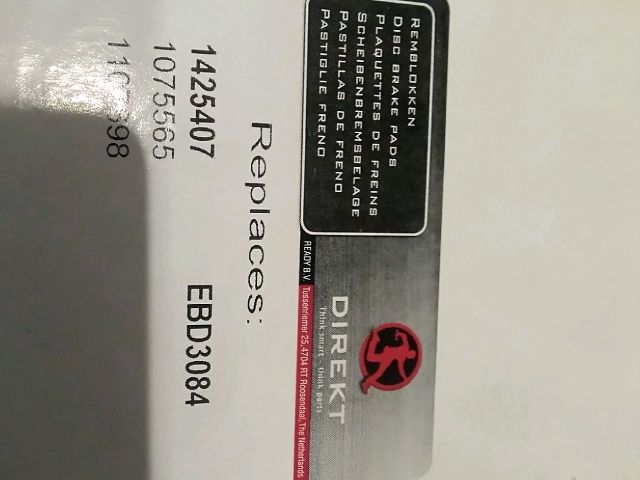 REMBLOKKEN
DISC BRAKE PADS
PLAQUETTES DE FREINS
SCHEIBENBREMSBELAGE
PASTILLAS DE FRENO
PASTIGLIE FRENO
DIREKT
Think smart - think parts
READY B.V. Tussenriemer 25, 4704 RT Roosendaal, The Netherlands
Replaces:
1425407 EBD3084
1075565